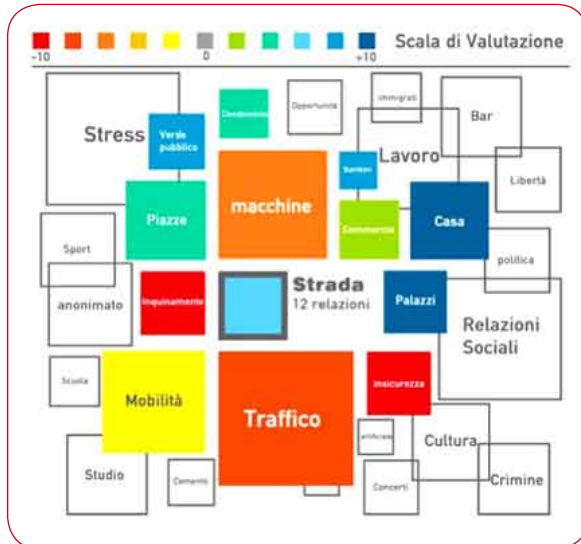 Scala di Valutazione
-10
0
+10
Stress
Verde
pubblico
Condominio
Opportunità
immigrati
Bar
Lavoro
Bambini
Libertà
Piazze
macchine
Commercio
Casa
Sport
politica
anonimato
Inquinamento
Strada
12 relazioni
Palazzi
Relazioni
Sociali
Scuola
Mobilità
Traffico
insicurezza
artificiale
Cultura
Studio
Cemento
Concerti
Crimine